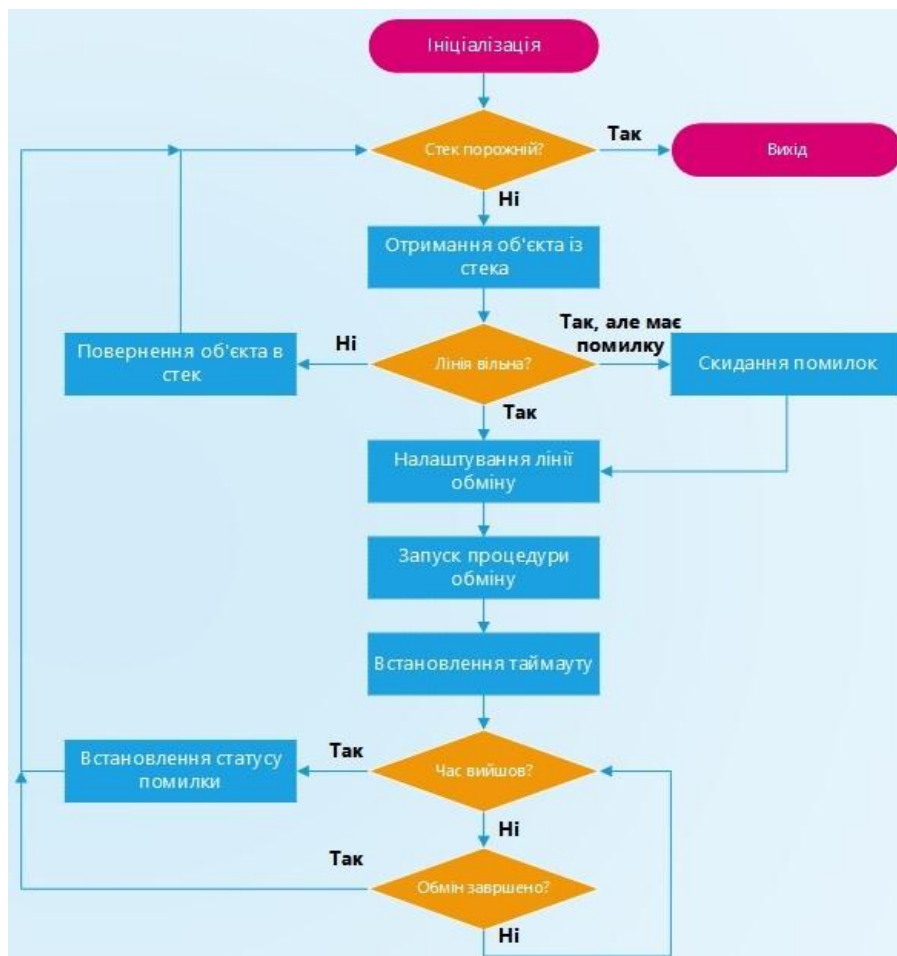 Ініціалізація
Стек порожній?
Так
Вихід
Ні
Отримання об'єкта із
стека
Так, але має
помилку
Ні
Повернення об'єкта в
стек
Лінія вільна?
Скидання помилок
Так
Налаштування лінії
обміну
Запуск процедури
обміну
Встановлення таймауту
Так
Встановлення статусу
помилки
Час вийшов?
Ні
Так
Обмін завршено?
Ні